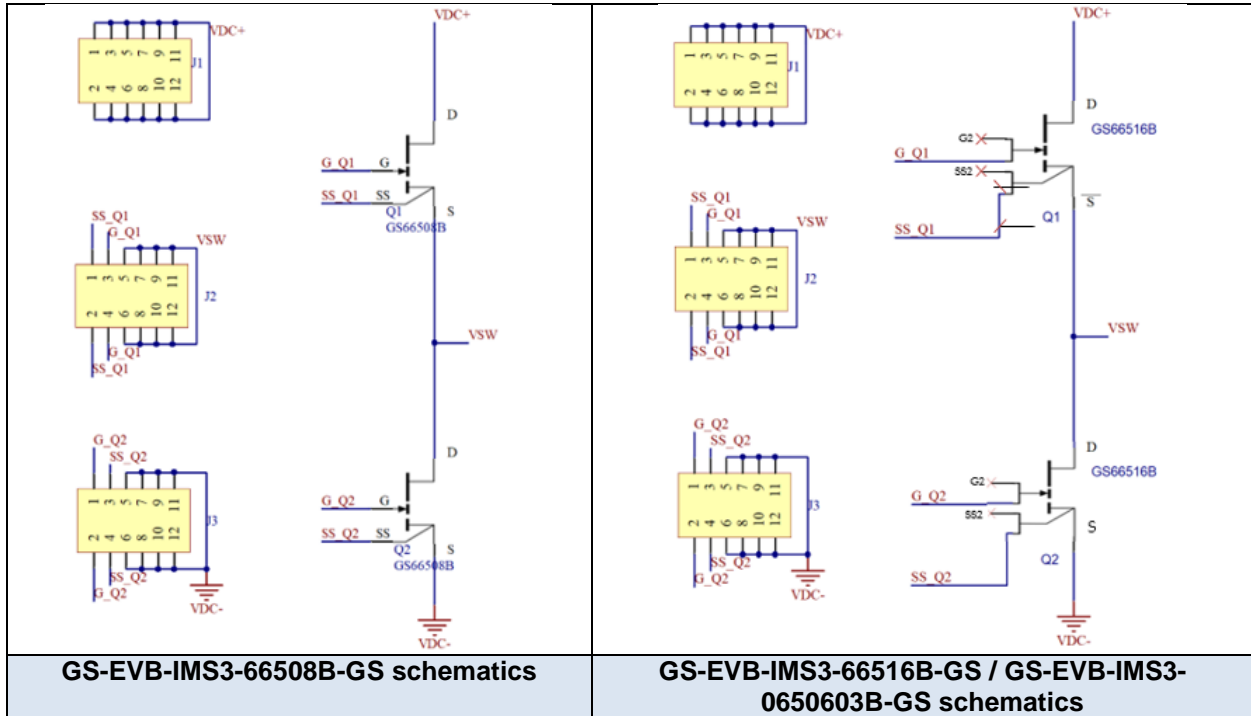 VDC+
1 3 5 7 9 11
VDC+
J1
2 4 6 8 10 12
D
G_Q1 G
SS_Q1 SS
Q1
S
GS66508B
SS_Q1
G_Q1
VSW
1 3 5 7 9 11
J2
2 4 6 8 10 12
G_Q1
SS_Q1
VSW
G_Q2
SS_Q2
1 3 5 7 9 11
J3
2 4 6 8 10 12
SS_Q2
G_Q2
VDC-
D
G_Q2 G
SS_Q2 SS
Q2
S
GS66508B
VDC-
GS-EVB-IMS3-66508B-GS schematics
VDC+
1 3 5 7 9 11
VDC+
J1
2 4 6 8 10 12
D
GS66516B
G2
G_Q1
SS2
S
Q1
SS_Q1
SS_Q1
G_Q1
VSW
1 3 5 7 9 11
J2
2 4 6 8 10 12
G_Q1
SS_Q1
VSW
G_Q2
SS_Q2
1 3 5 7 9 11
J3
2 4 6 8 10 12
SS_Q2
G_Q2
VDC-
D
GS66516B
G2
G_Q2
SS2
S
Q2
SS_Q2
VDC-
GS-EVB-IMS3-66516B-GS / GS-EVB-IMS3-
0650603B-GS schematics